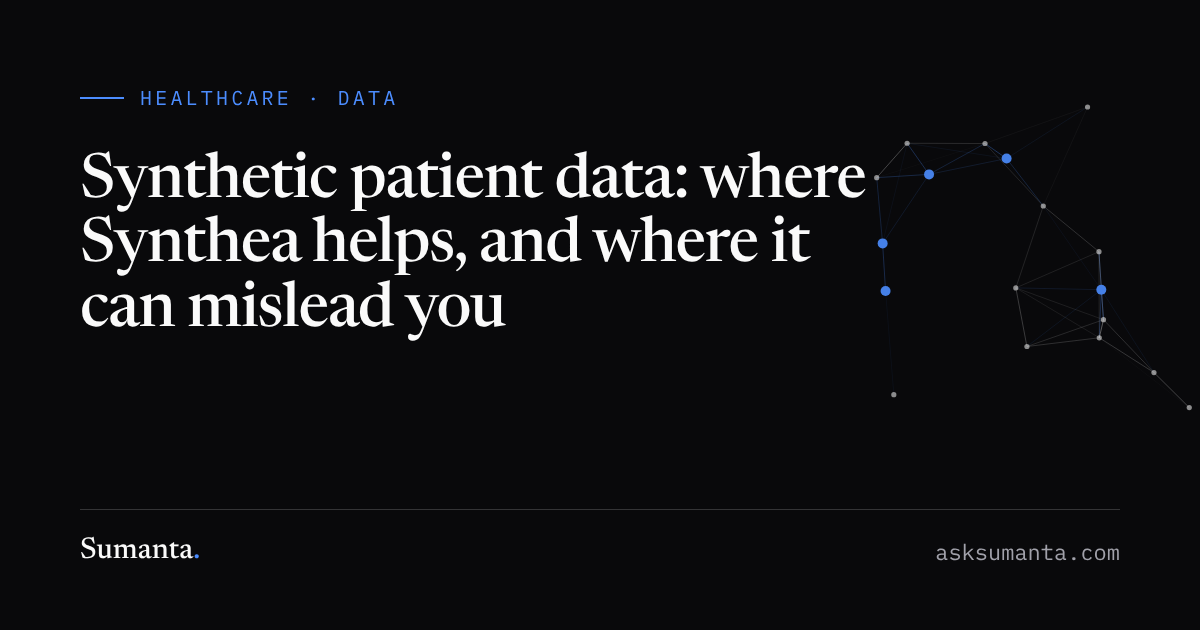 HEALTHCARE · DATA
Synthetic patient data: where
Synthea helps, and where it
can mislead you
Sumanta.
asksumanta.com